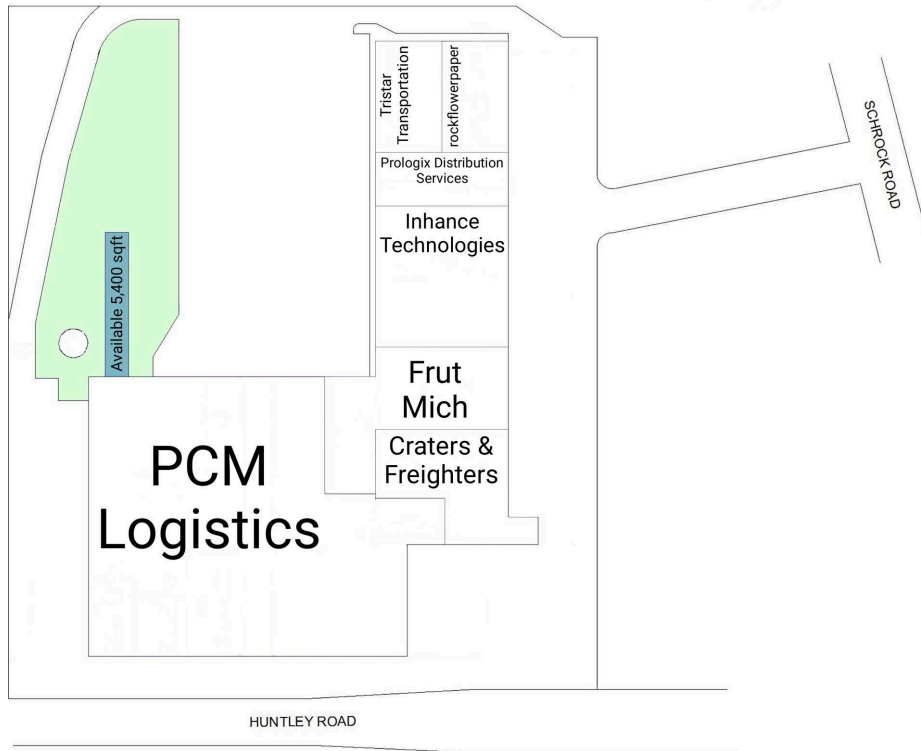 Tristar
Transportation
rockflowerpaper
Prologix Distribution
Services
Inhance
Technologies
SCHROCK ROAD
Available 5,400 sqft
Frut
Mich
Craters &
Freighters
PCM
Logistics
HUNTLEY ROAD